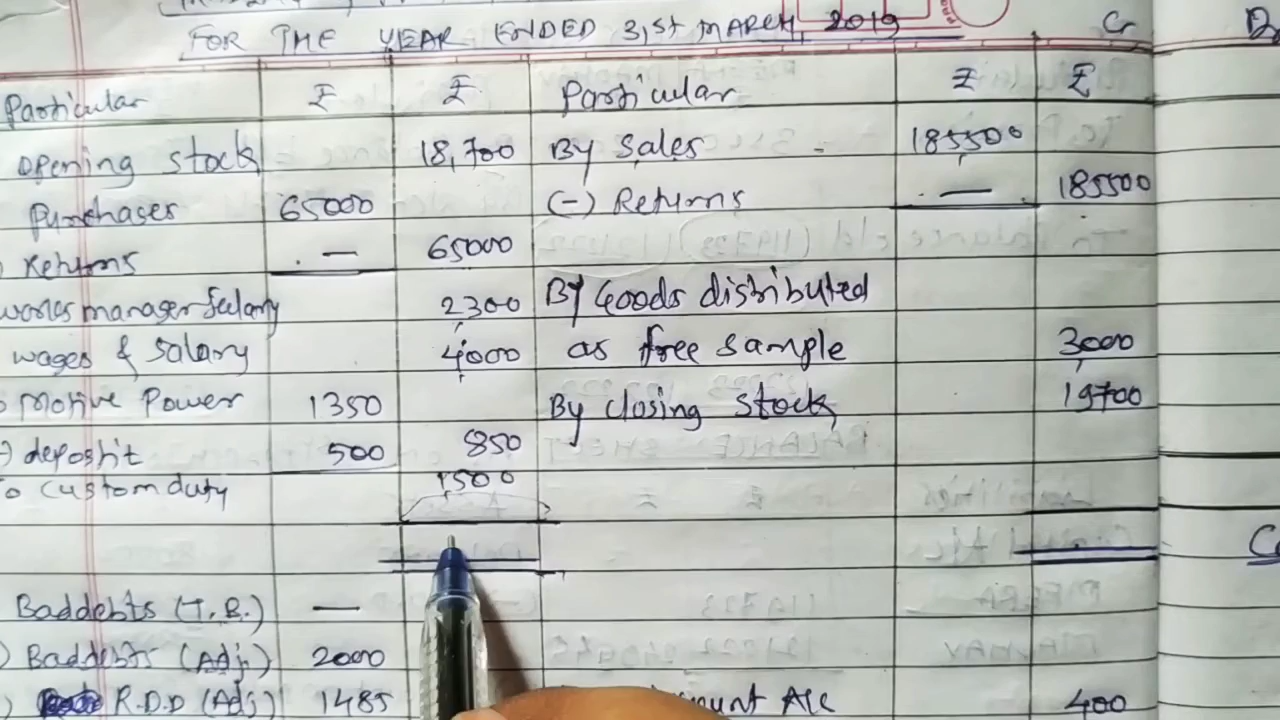 FOR THE YEAR ENDED 31ST MARCH, 2019
Cr
Particular ₹ ₹ Particular ₹ ₹
opening stock 18,700 By Sales 185500
purchases 65000 (-) Returns — 185500
Returns — 65000
works manager Salary 2300 By Goods distributed
wages & salary 4000 as free sample 3000
Motive Power 1350 By closing stock 19700
deposit 500 850
o Custom duty 1500
Baddebts (T.B.) —
) Baddebts (Adj.) 2000
) R.D.D (Adj) 1485 ount A/c 400